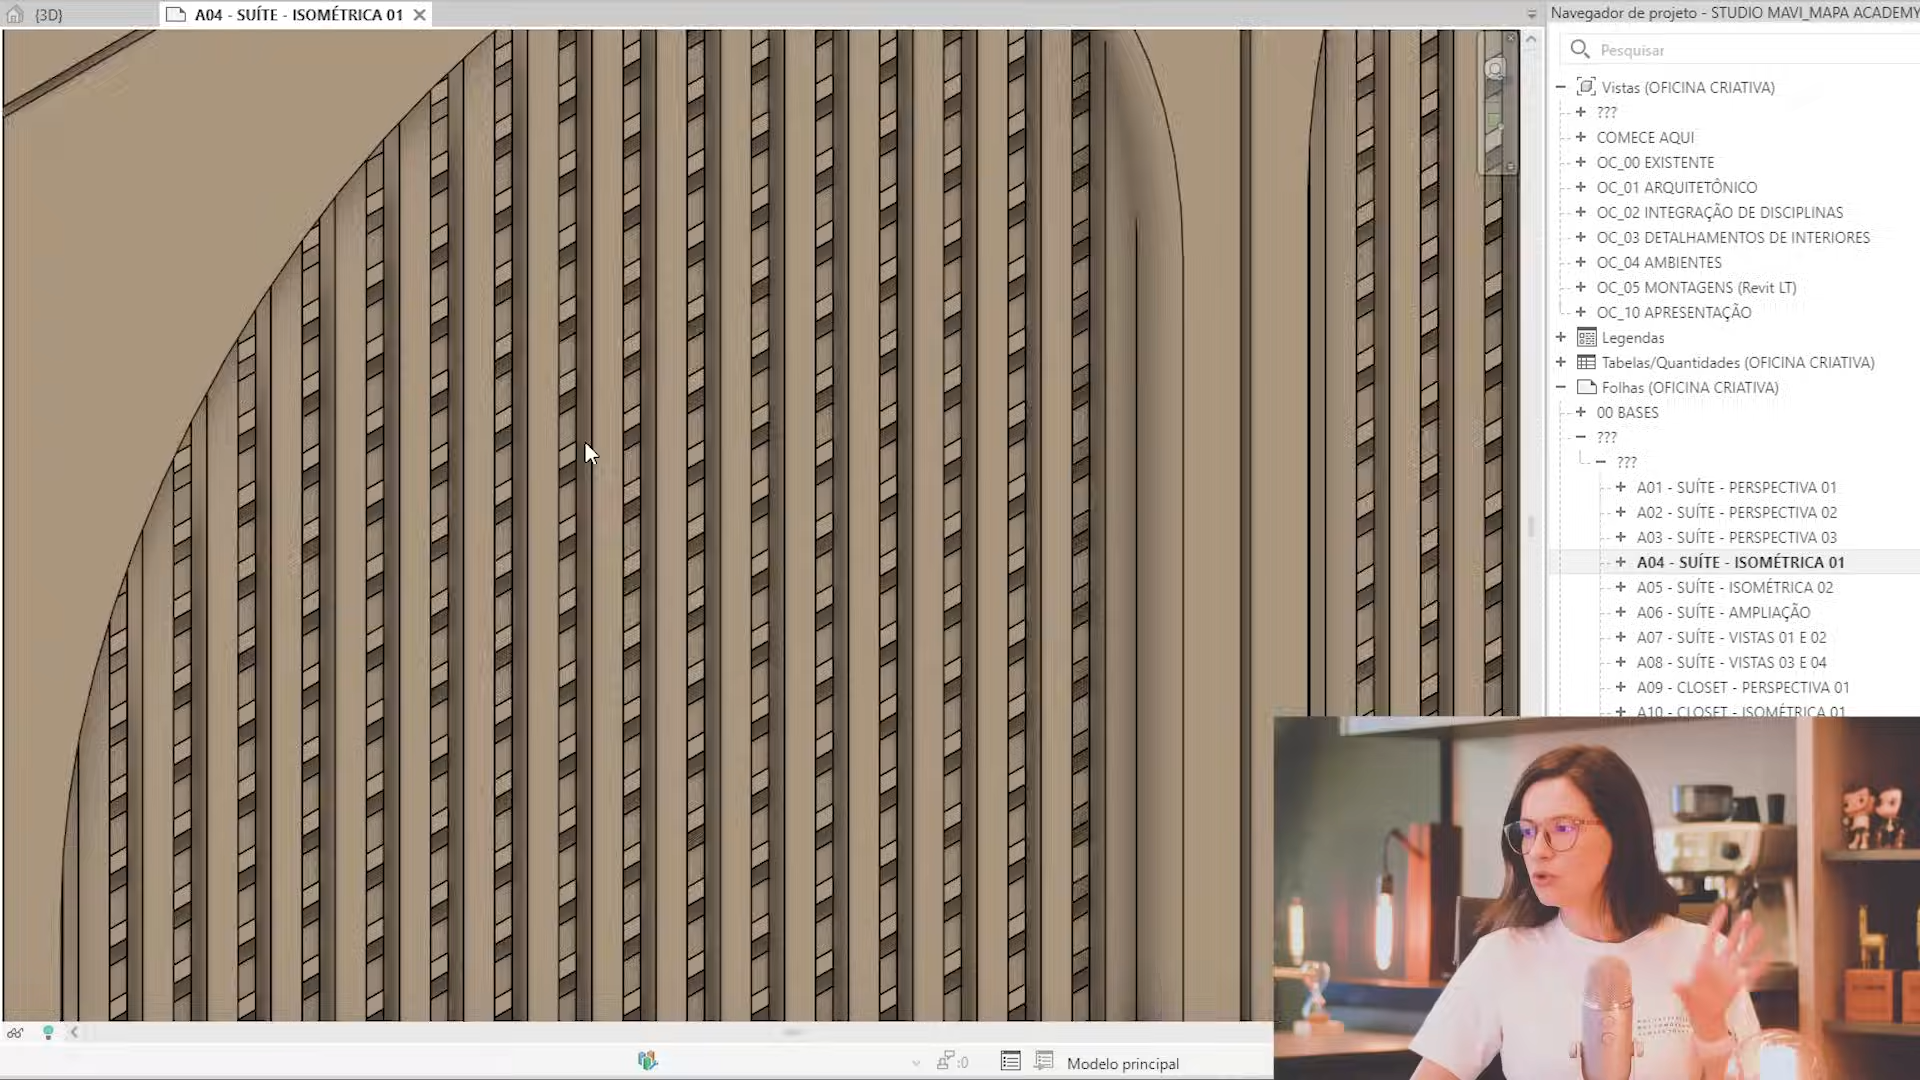 {3D}
A04 - SUÍTE - ISOMÉTRICA 01
Navegador de projeto - STUDIO MAVI_MAPA ACADEMY
Pesquisar
Vistas (OFICINA CRIATIVA)
???
COMECE AQUI
OC_00 EXISTENTE
OC_01 ARQUITETÔNICO
OC_02 INTEGRAÇÃO DE DISCIPLINAS
OC_03 DETALHAMENTOS DE INTERIORES
OC_04 AMBIENTES
OC_05 MONTAGENS (Revit LT)
OC_10 APRESENTAÇÃO
Legendas
Tabelas/Quantidades (OFICINA CRIATIVA)
Folhas (OFICINA CRIATIVA)
00 BASES
???
???
A01 - SUÍTE - PERSPECTIVA 01
A02 - SUÍTE - PERSPECTIVA 02
A03 - SUÍTE - PERSPECTIVA 03
A04 - SUÍTE - ISOMÉTRICA 01
A05 - SUÍTE - ISOMÉTRICA 02
A06 - SUÍTE - AMPLIAÇÃO
A07 - SUÍTE - VISTAS 01 E 02
A08 - SUÍTE - VISTAS 03 E 04
A09 - CLOSET - PERSPECTIVA 01
A10 - CLOSET - ISOMÉTRICA 01
:0
Modelo principal